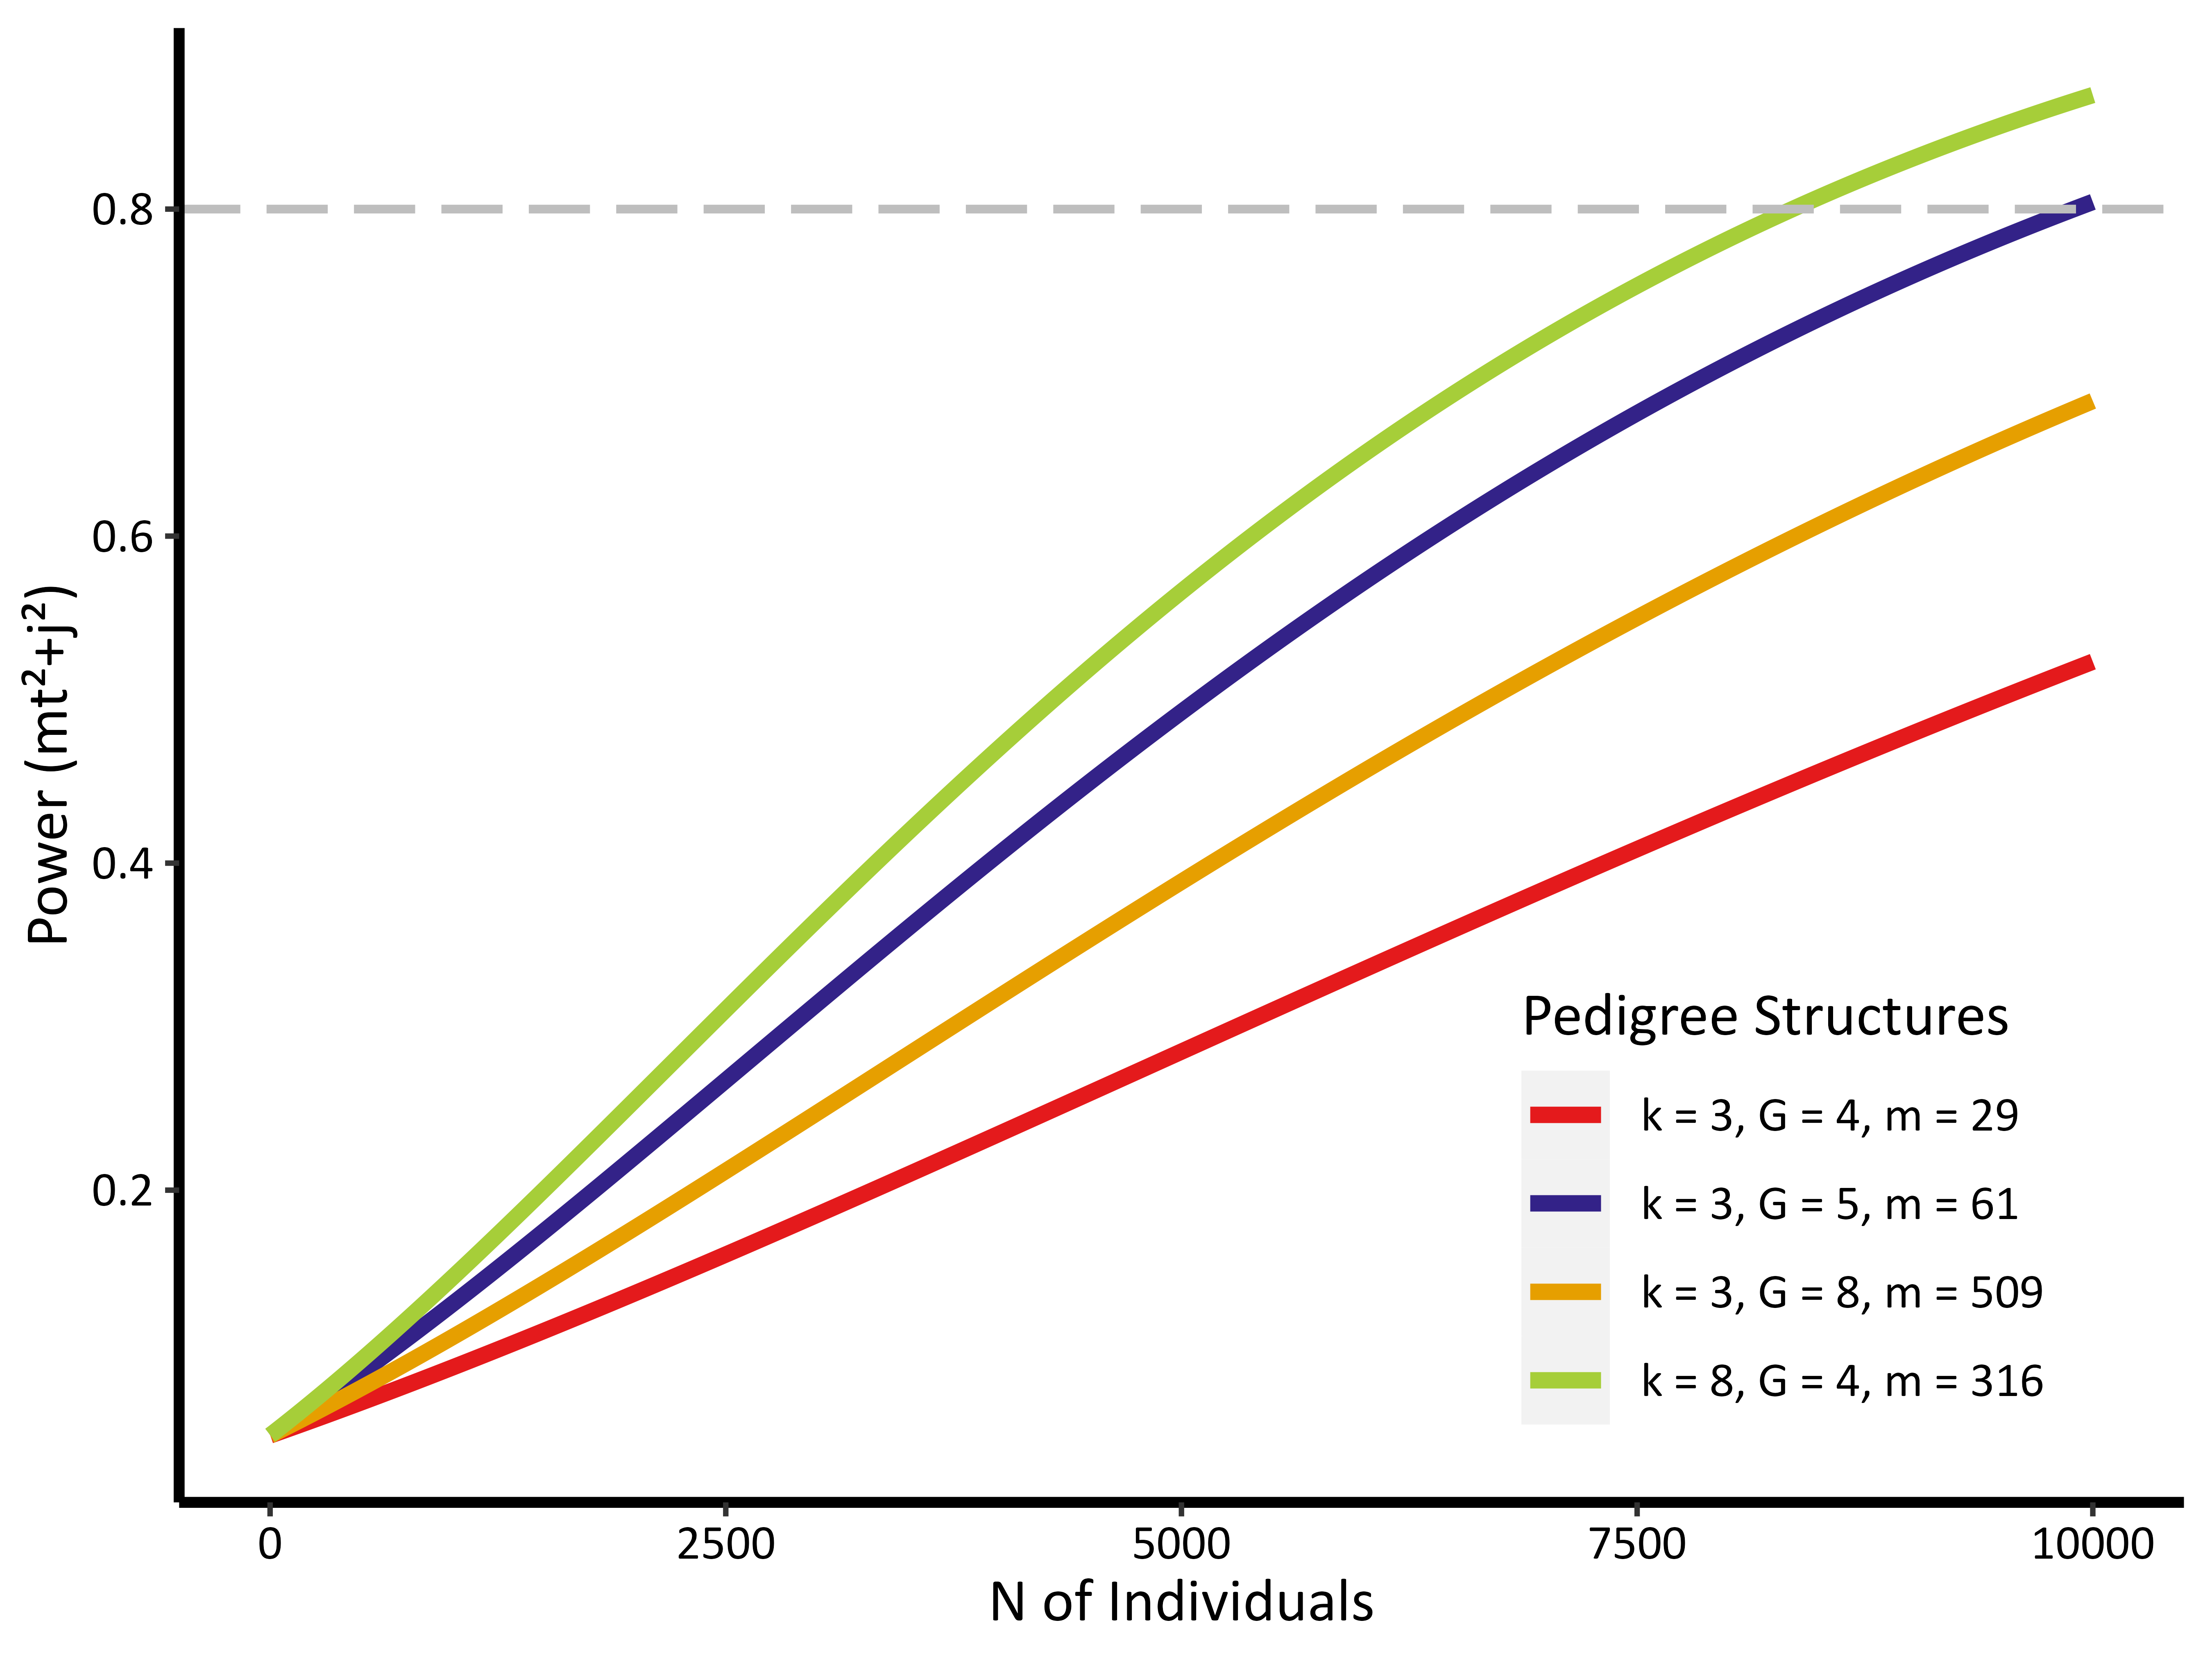 Power (mt²+j²)
0.8
0.6
0.4
0.2
0
2500
5000
7500
10000
N of Individuals
Pedigree Structures
k = 3, G = 4, m = 29
k = 3, G = 5, m = 61
k = 3, G = 8, m = 509
k = 8, G = 4, m = 316